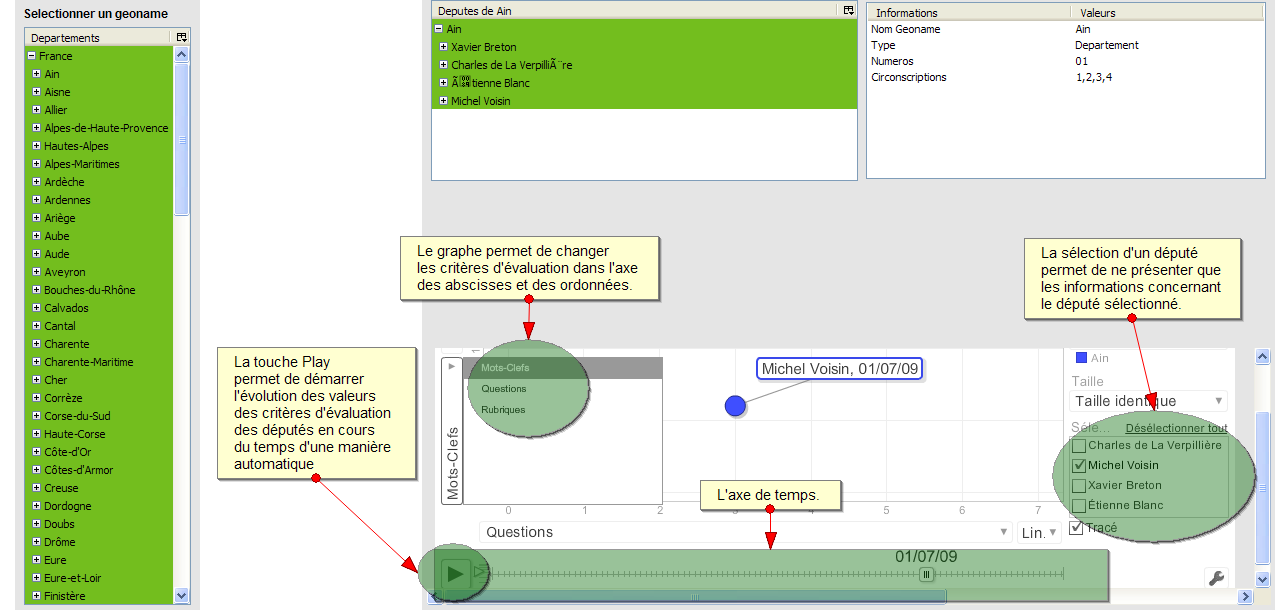 Selectionner un geoname
Departements
France
Ain
Aisne
Allier
Alpes-de-Haute-Provence
Hautes-Alpes
Alpes-Maritimes
Ardèche
Ardennes
Ariège
Aube
Aude
Aveyron
Bouches-du-Rhône
Calvados
Cantal
Charente
Charente-Maritime
Cher
Corrèze
Corse-du-Sud
Haute-Corse
Côte-d'Or
Côtes-d'Armor
Creuse
Dordogne
Doubs
Drôme
Eure
Eure-et-Loir
Finistère
Deputes de Ain
Ain
Xavier Breton
Charles de La VerpilliÃ¨re
tienne Blanc
Michel Voisin
Informations Valeurs
Nom Geoname Ain
Type Departement
Numeros 01
Circonscriptions 1,2,3,4
Le graphe permet de changer
les critères d'évaluation dans l'axe
des abscisses et des ordonnées.
La sélection d'un député
permet de ne présenter que
les informations concernant
le député sélectionné.
La touche Play
permet de démarrer
l'évolution des valeurs
des critères d'évaluation
des députés en cours
du temps d'une manière
automatique
Mots-Clefs
Questions
Rubriques
Mots-Clefs
Michel Voisin, 01/07/09
Ain
Taille
Taille identique
Séle... Désélectionner tout
Charles de La Verpillière
Michel Voisin
Xavier Breton
Étienne Blanc
Tracé
L'axe de temps.
0 1 2 3 4 5 6 7
Questions Lin.
01/07/09